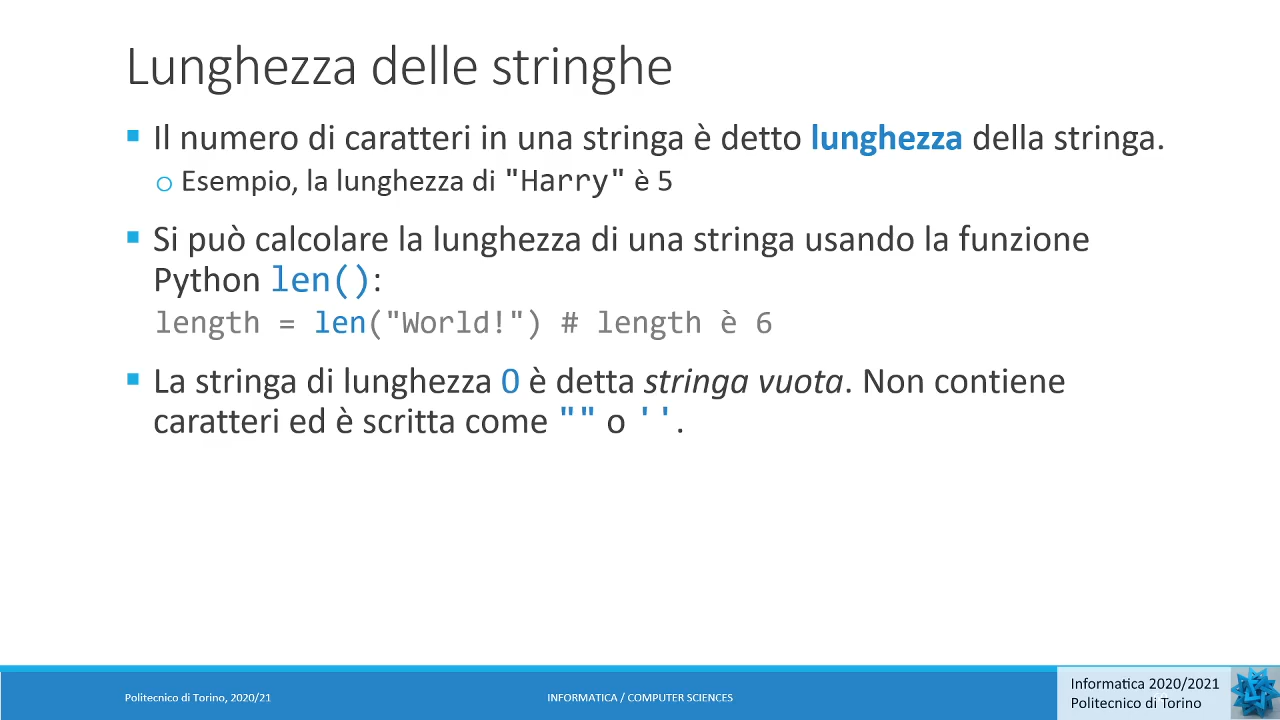 Lunghezza delle stringhe
Il numero di caratteri in una stringa è detto lunghezza della stringa.
Esempio, la lunghezza di "Harry" è 5
Si può calcolare la lunghezza di una stringa usando la funzione
Python len():
length = len("World!") # length è 6
La stringa di lunghezza 0 è detta stringa vuota. Non contiene
caratteri ed è scritta come "" o ''.
Politecnico di Torino, 2020/21
INFORMATICA / COMPUTER SCIENCES
Informatica 2020/2021
Politecnico di Torino